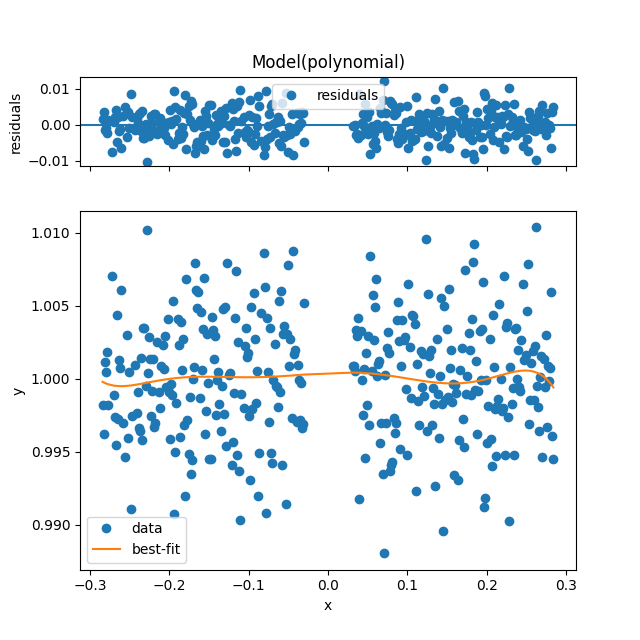 Model(polynomial)
residuals
0.01
0.00
−0.01
residuals
y
1.010
1.005
1.000
0.995
0.990
data
best-fit
−0.3 −0.2 −0.1 0.0 0.1 0.2 0.3
x